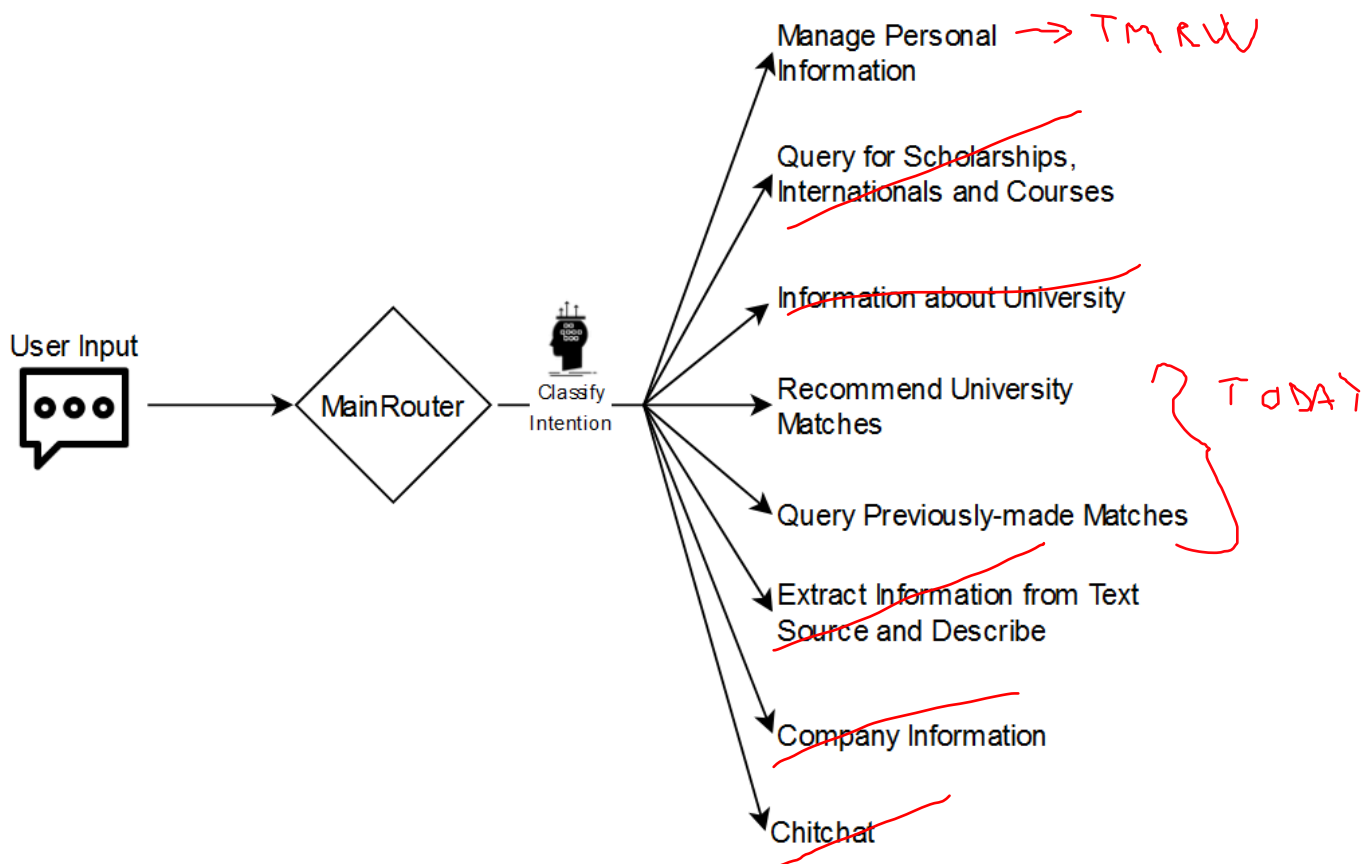 Manage Personal → TMRW
Information
Query for Scholarships,
Internationals and Courses
Information about University
User Input
MainRouter
Classify
Intention
Recommend University
Matches
TODAY
Query Previously-made Matches
Extract Information from Text
Source and Describe
Company Information
Chitchat